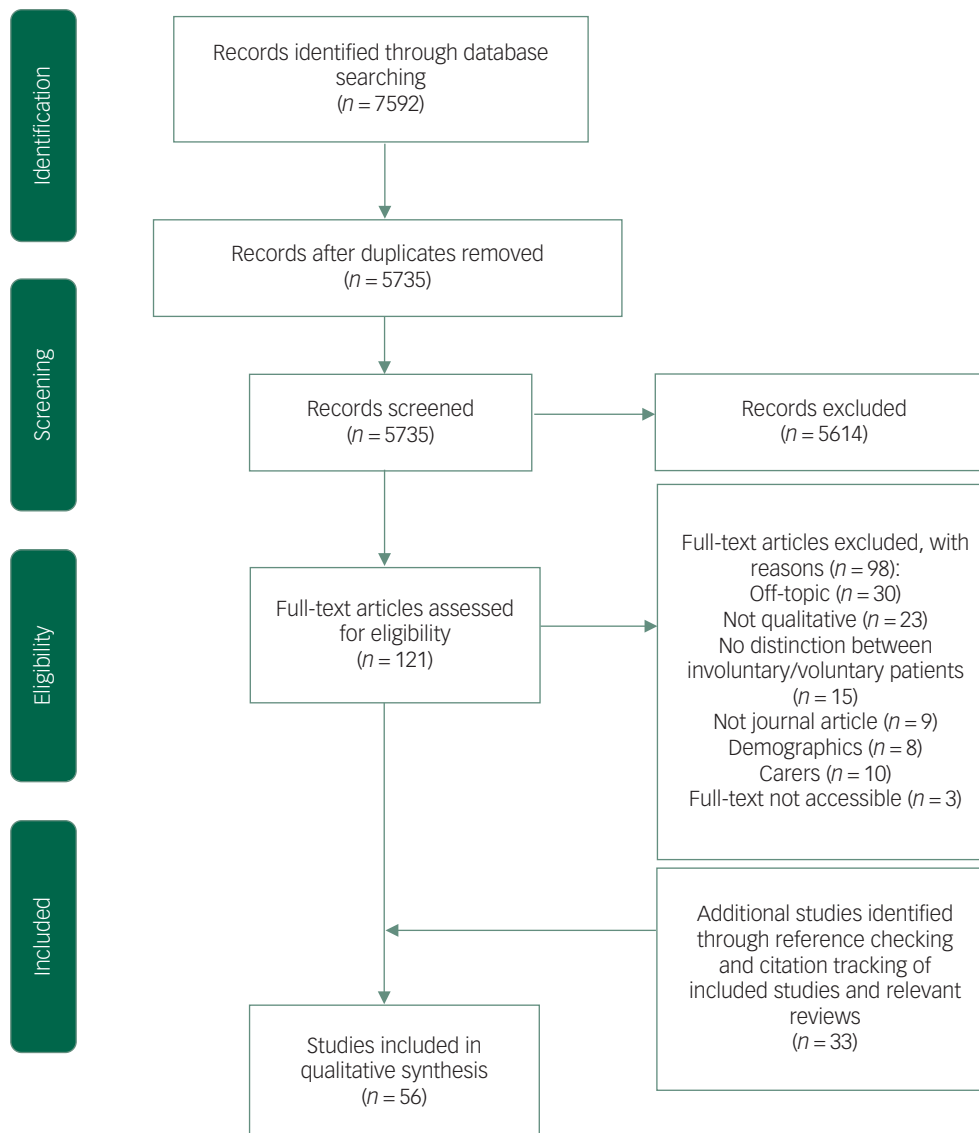 Identification
Records identified through database
searching
(n = 7592)
Records after duplicates removed
(n = 5735)
Screening
Records screened
(n = 5735)
Records excluded
(n = 5614)
Eligibility
Full-text articles assessed
for eligibility
(n = 121)
Full-text articles excluded, with
reasons (n = 98):
Off-topic (n = 30)
Not qualitative (n = 23)
No distinction between
involuntary/voluntary patients
(n = 15)
Not journal article (n = 9)
Demographics (n = 8)
Carers (n = 10)
Full-text not accessible (n = 3)
Included
Additional studies identified
through reference checking
and citation tracking of
included studies and relevant
reviews
(n = 33)
Studies included in
qualitative synthesis
(n = 56)